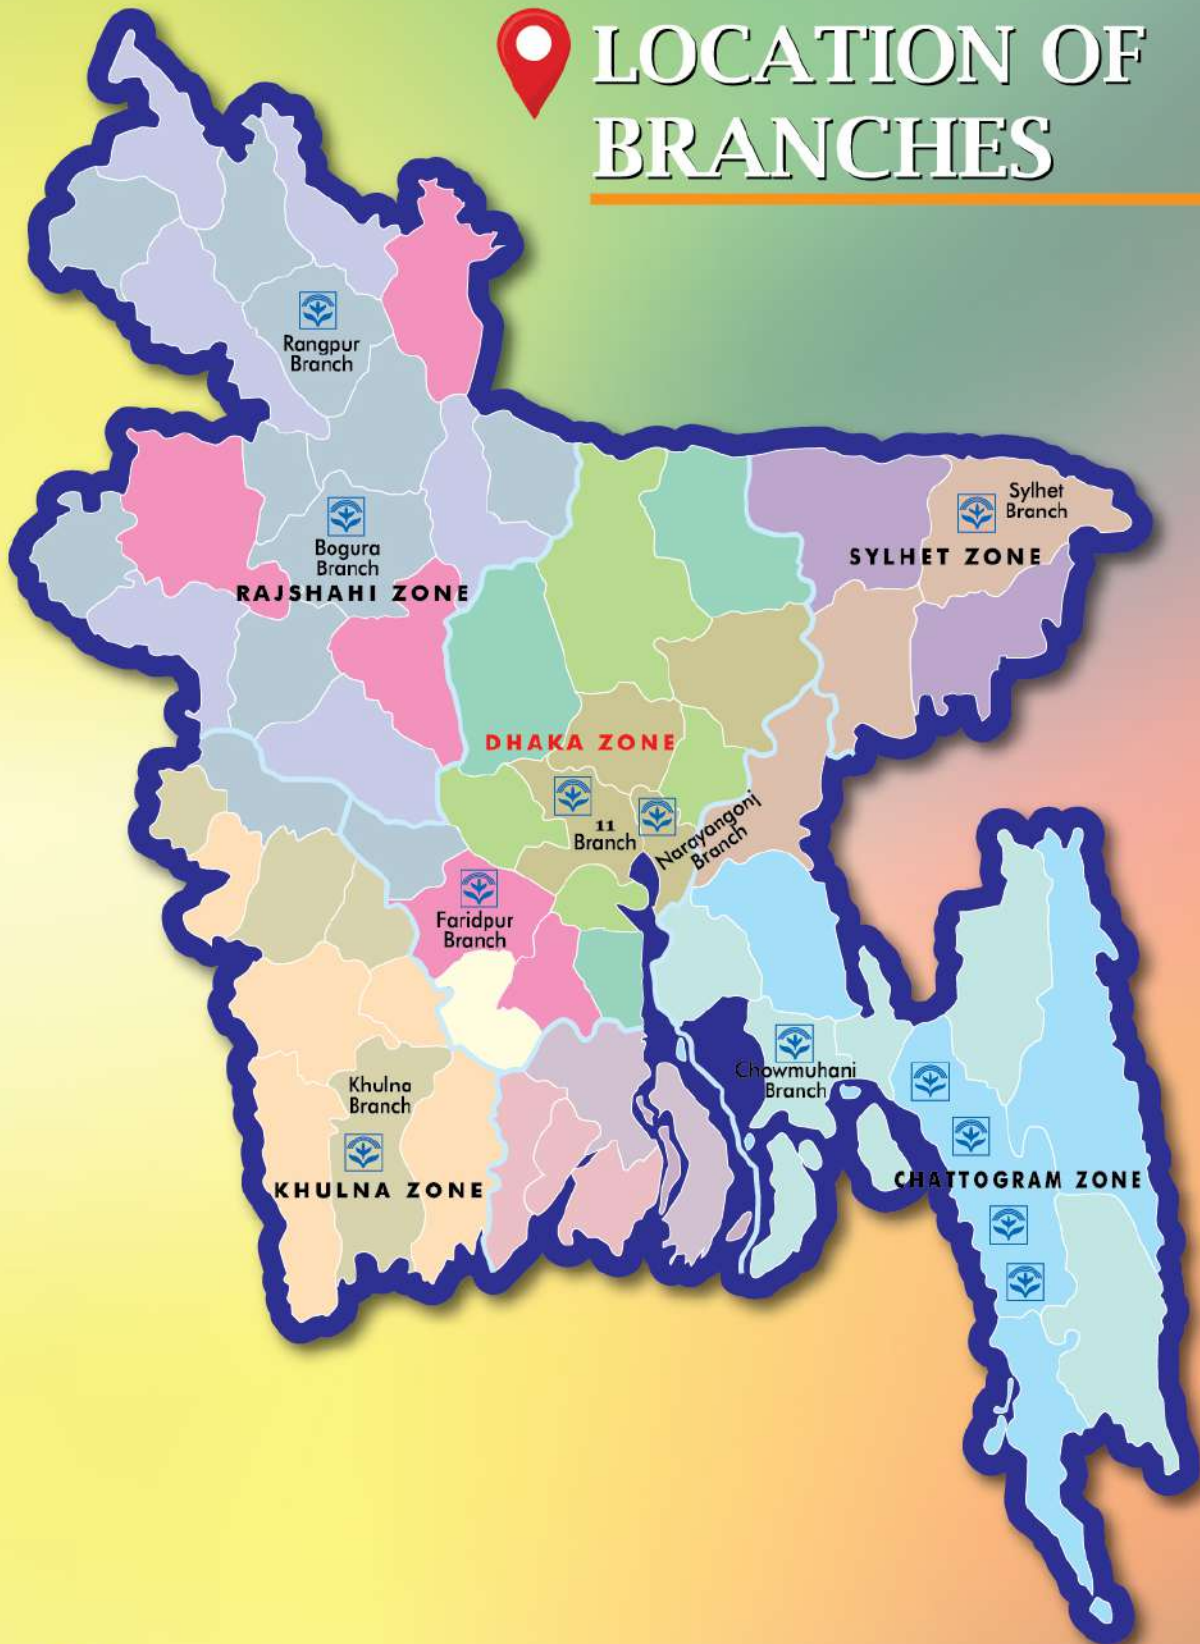 LOCATION OF
BRANCHES
Rangpur
Branch
Sylhet
Branch
SYLHET ZONE
Bogura
Branch
RAJSHAHI ZONE
DHAKA ZONE
11
Branch
Narayangonj
Branch
Faridpur
Branch
Chowmuhani
Branch
Khulna
Branch
KHULNA ZONE
CHATTOGRAM ZONE